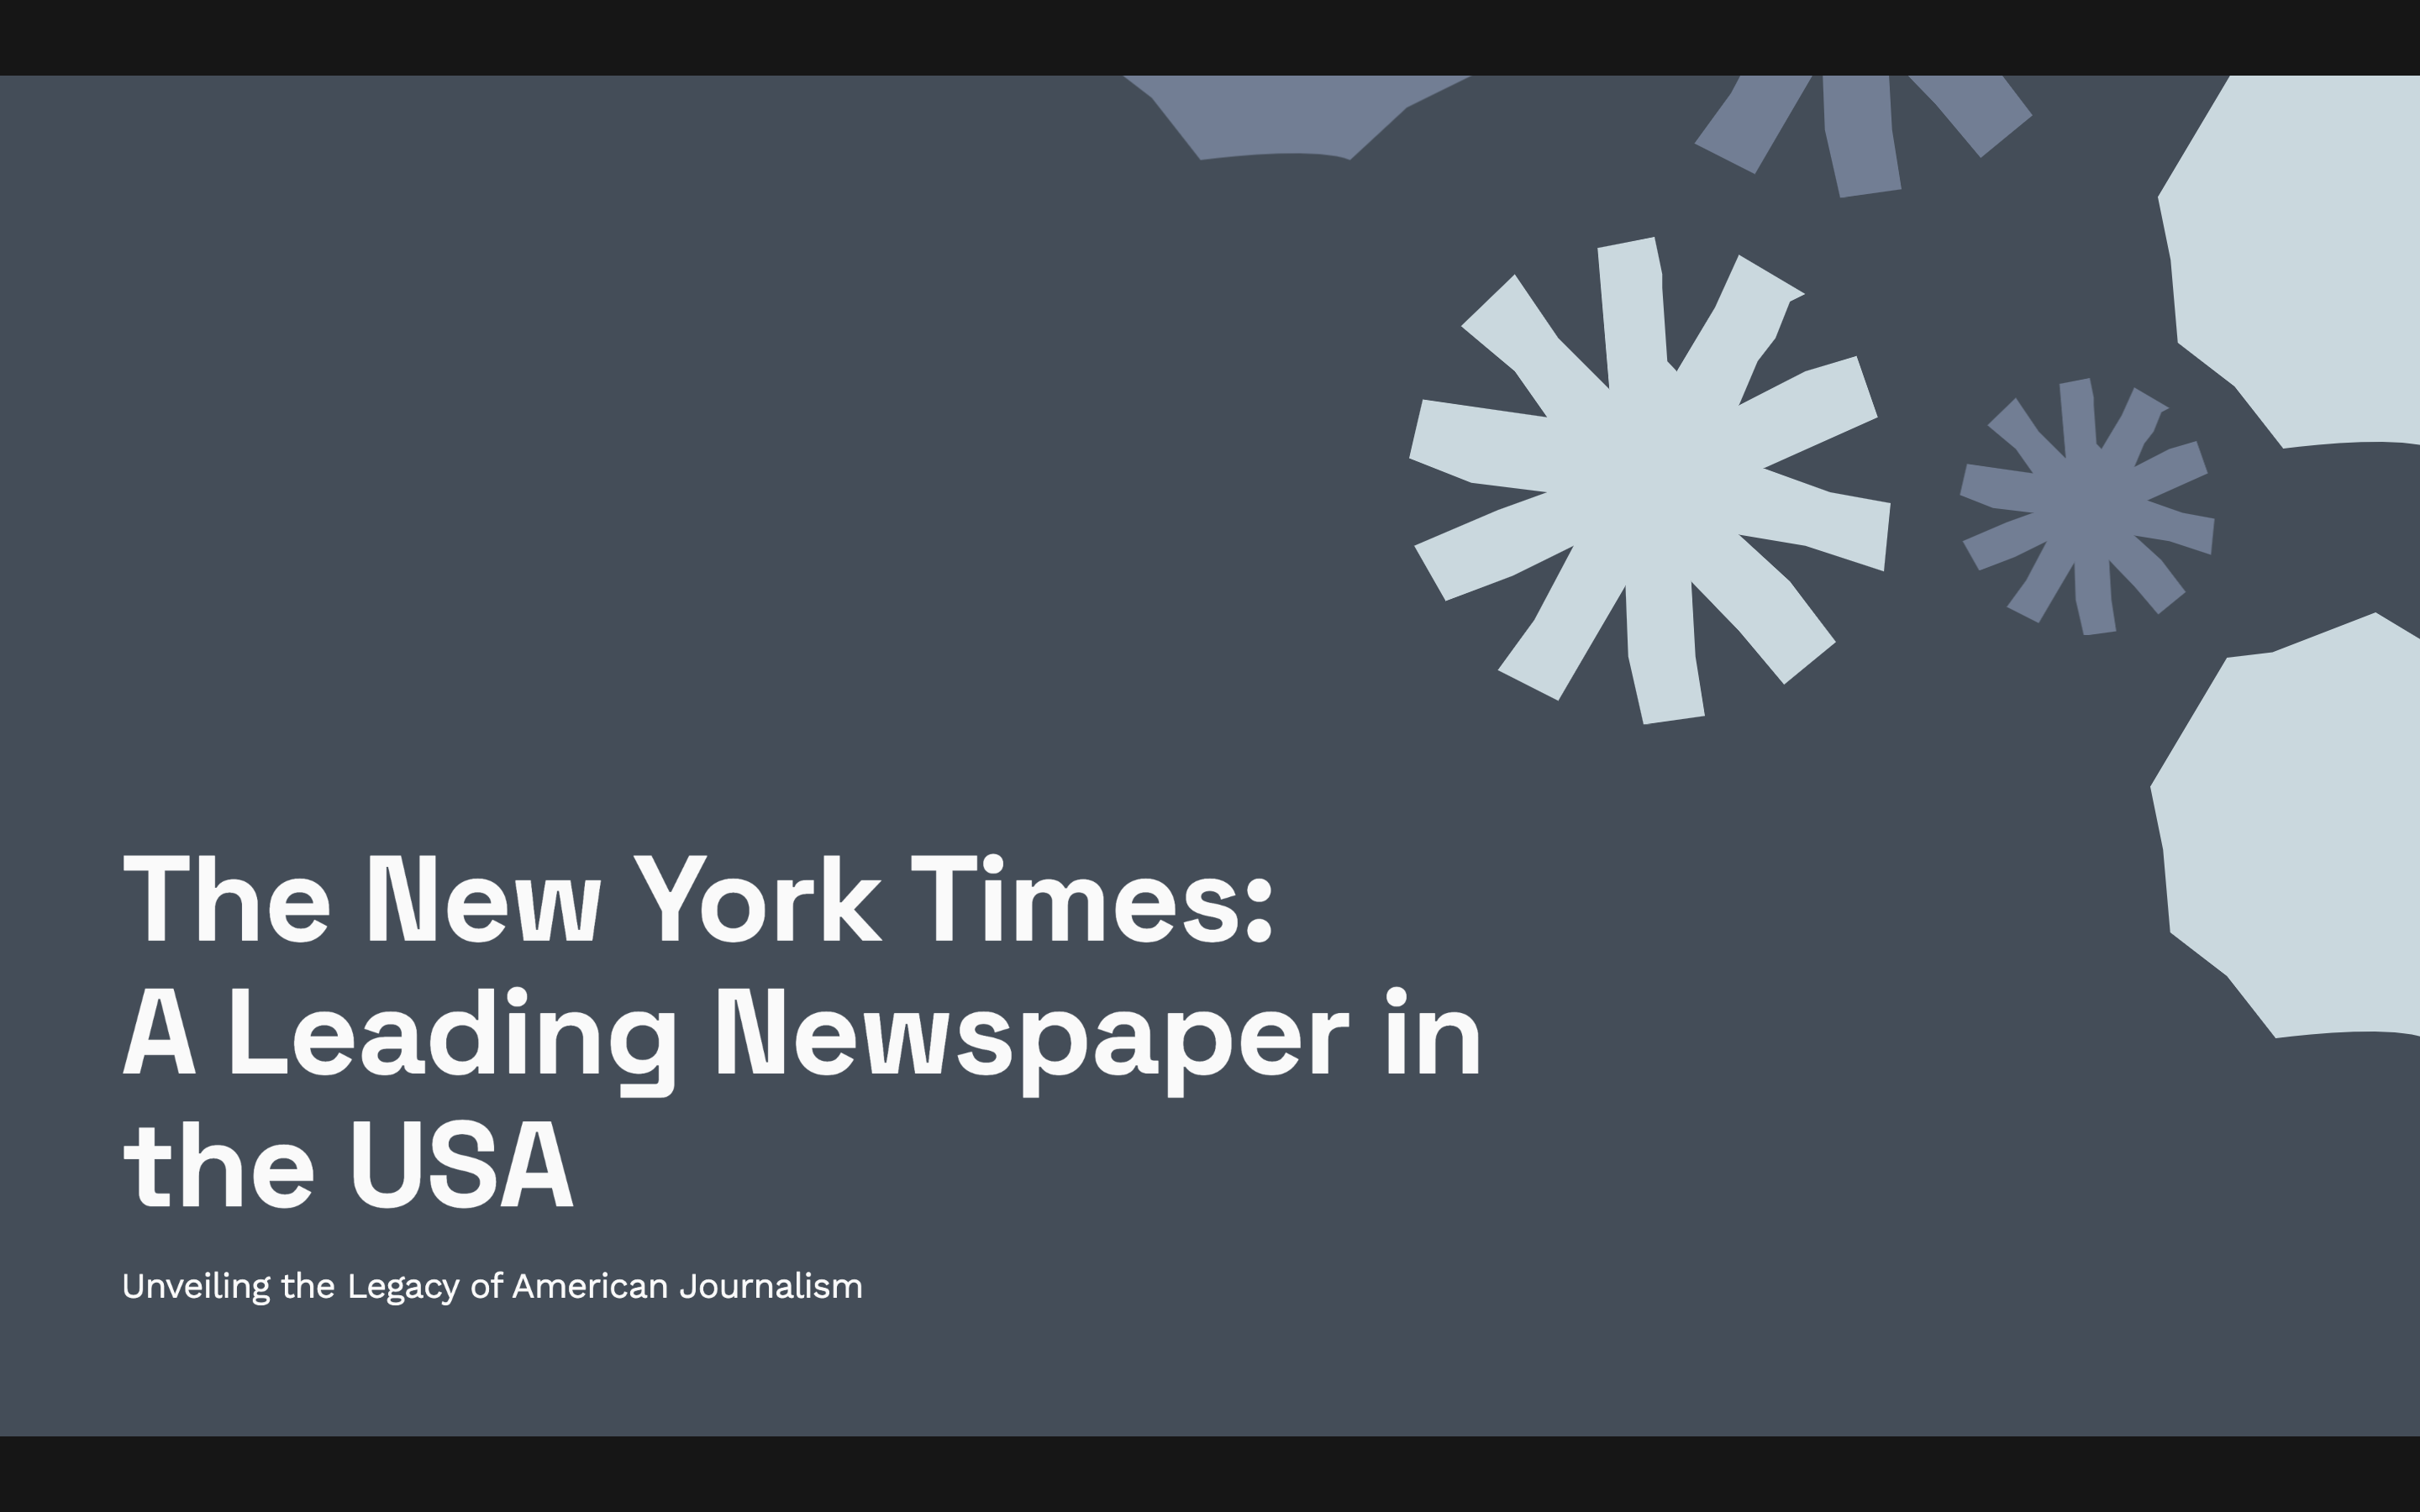 The New York Times:
A Leading Newspaper in
the USA
Unveiling the Legacy of American Journalism